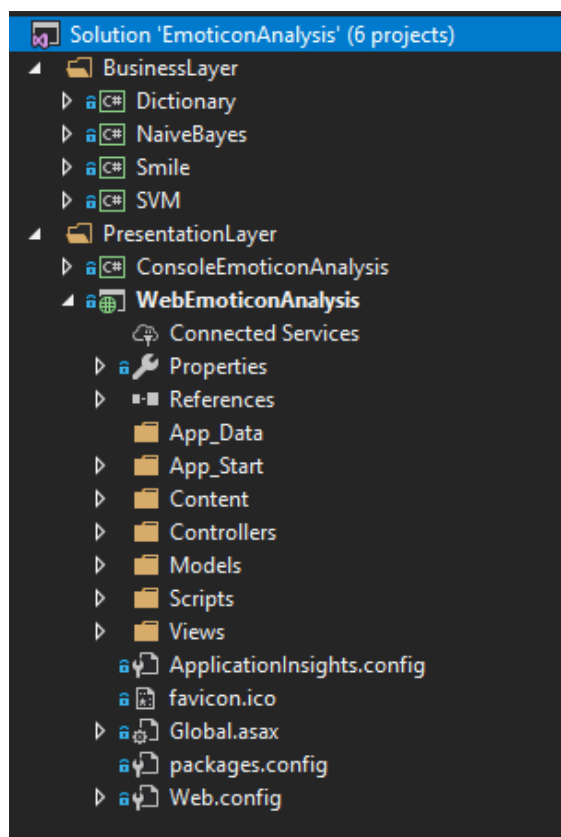 Solution 'EmoticonAnalysis' (6 projects)
BusinessLayer
C# Dictionary
C# NaiveBayes
C# Smile
C# SVM
PresentationLayer
C# ConsoleEmoticonAnalysis
WebEmoticonAnalysis
Connected Services
Properties
References
App_Data
App_Start
Content
Controllers
Models
Scripts
Views
ApplicationInsights.config
favicon.ico
Global.asax
packages.config
Web.config